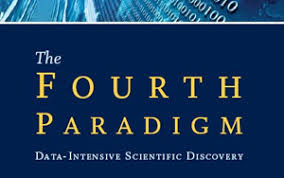 The
FOURTH
PARADIGM
DATA-INTENSIVE SCIENTIFIC DISCOVERY